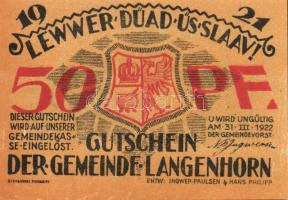 19 21
LEWWER·DUAD·ÜS·SLAAV!
50 PF.
DIESER GUTSCHEIN
WIRD AUF UNSERER
GEMEINDEKAS=
SE·EINGELÖST.
U WIRD UNGÜLTIG
AM·31·III·1922
DER GEMEINDEVORST.
GUTSCHEIN
DER·GEMEINDE·LANGENHORN
ENTW: INGWER-PAULSEN & HANS PHILIPP